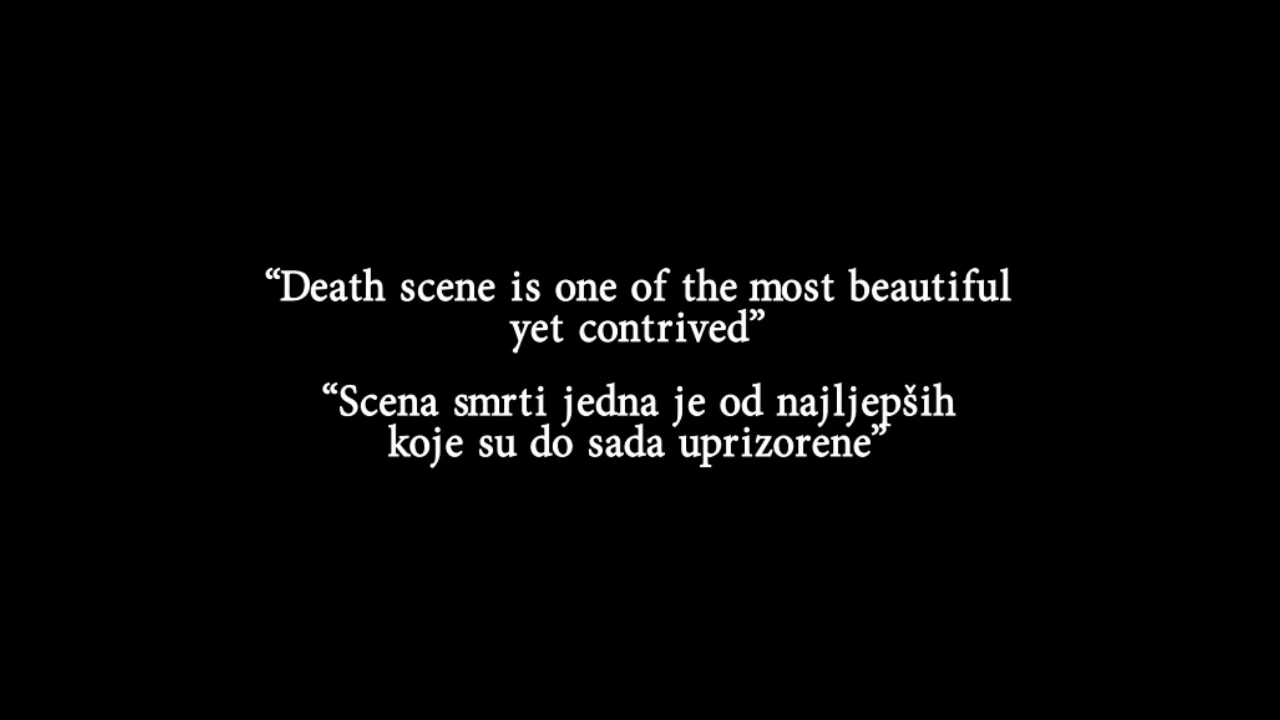 “Death scene is one of the most beautiful
yet contrived”
“Scena smrti jedna je od najljepših
koje su do sada uprizorene”